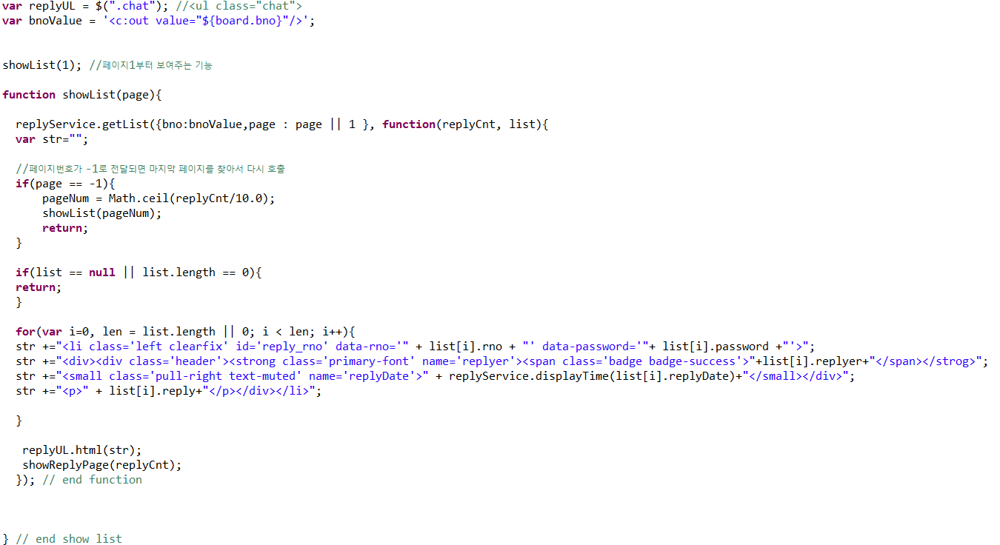 var replyUL = $(".chat"); //<ul class="chat">
var bnoValue = '<c:out value="${board.bno}"/>';
showList(1); //페이지1부터 보여주는 기능
function showList(page){
replyService.getList({bno:bnoValue,page : page || 1 }, function(replyCnt, list){
var str="";
//페이지번호가 -1로 전달되면 마지막 페이지를 찾아서 다시 호출
if(page == -1){
pageNum = Math.ceil(replyCnt/10.0);
showList(pageNum);
return;
}
if(list == null || list.length == 0){
return;
}
for(var i=0, len = list.length || 0; i < len; i++){
str +="<li class='left clearfix' id='reply_rno' data-rno='" + list[i].rno + "' data-password='"+ list[i].password +"'>";
str +="<div><div class='header'><strong class='primary-font' name='replyer'><span class='badge badge-success'>"+list[i].replyer+"</span></strog>";
str +="<small class='pull-right text-muted' name='replyDate'>" + replyService.displayTime(list[i].replyDate)+"</small></div>";
str +="<p>" + list[i].reply+"</p></div></li>";
}
replyUL.html(str);
showReplyPage(replyCnt);
}); // end function
} // end show list